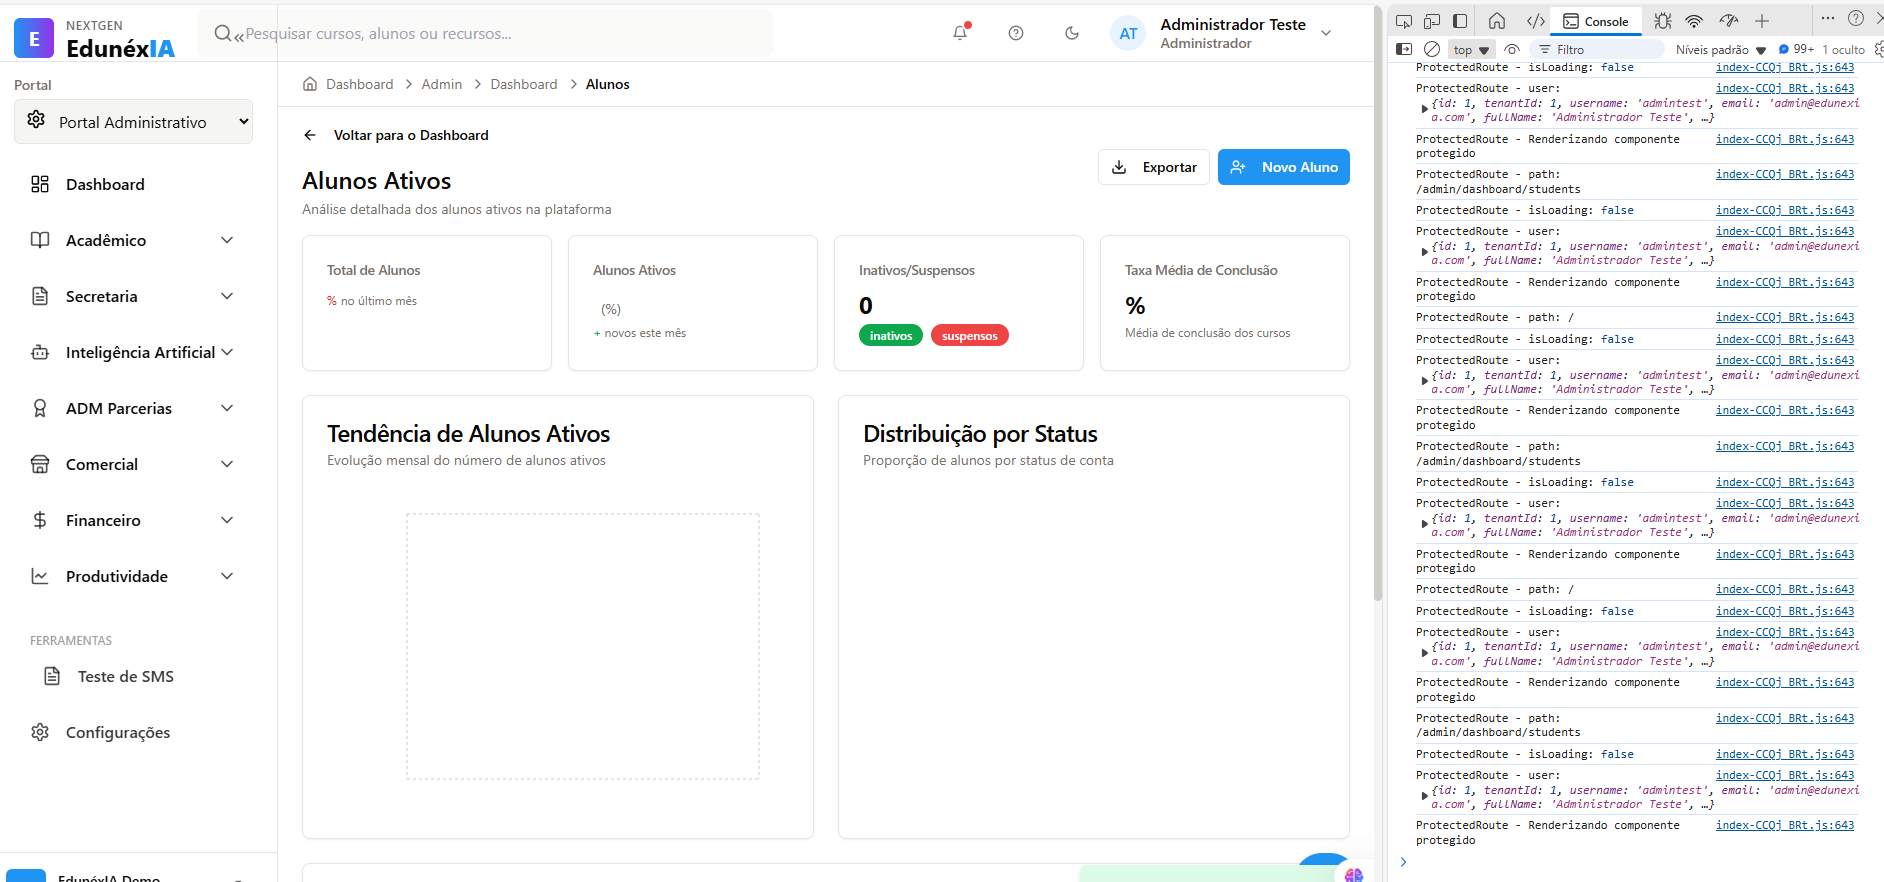 NEXTGEN
E
EdunéxIA
«
Pesquisar cursos, alunos ou recursos...
AT
Administrador Teste
Administrador
Portal
Portal Administrativo
Dashboard
Acadêmico
Secretaria
Inteligência Artificial
ADM Parcerias
Comercial
Financeiro
Produtividade
FERRAMENTAS
Teste de SMS
Configurações
EdunéxIA Demo
Dashboard > Admin > Dashboard > Alunos
Voltar para o Dashboard
Alunos Ativos
Análise detalhada dos alunos ativos na plataforma
Exportar
Novo Aluno
Total de Alunos
% no último mês
Alunos Ativos
(%)
+ novos este mês
Inativos/Suspensos
0
inativos suspensos
Taxa Média de Conclusão
%
Média de conclusão dos cursos
Tendência de Alunos Ativos
Evolução mensal do número de alunos ativos
Distribuição por Status
Proporção de alunos por status de conta
Console
top
Filtro
Níveis padrão
99+
1 oculto
ProtectedRoute - isLoading: false index-CCQj_BRt.js:643
ProtectedRoute - user: index-CCQj_BRt.js:643
{id: 1, tenantId: 1, username: 'admintest', email: 'admin@edunexi
a.com', fullName: 'Administrador Teste', …}
ProtectedRoute - Renderizando componente index-CCQj_BRt.js:643
protegido
ProtectedRoute - path: index-CCQj_BRt.js:643
/admin/dashboard/students
ProtectedRoute - isLoading: false index-CCQj_BRt.js:643
ProtectedRoute - user: index-CCQj_BRt.js:643
{id: 1, tenantId: 1, username: 'admintest', email: 'admin@edunexi
a.com', fullName: 'Administrador Teste', …}
ProtectedRoute - Renderizando componente index-CCQj_BRt.js:643
protegido
ProtectedRoute - path: / index-CCQj_BRt.js:643
ProtectedRoute - isLoading: false index-CCQj_BRt.js:643
ProtectedRoute - user: index-CCQj_BRt.js:643
{id: 1, tenantId: 1, username: 'admintest', email: 'admin@edunexi
a.com', fullName: 'Administrador Teste', …}
ProtectedRoute - Renderizando componente index-CCQj_BRt.js:643
protegido
ProtectedRoute - path: index-CCQj_BRt.js:643
/admin/dashboard/students
ProtectedRoute - isLoading: false index-CCQj_BRt.js:643
ProtectedRoute - user: index-CCQj_BRt.js:643
{id: 1, tenantId: 1, username: 'admintest', email: 'admin@edunexi
a.com', fullName: 'Administrador Teste', …}
ProtectedRoute - Renderizando componente index-CCQj_BRt.js:643
protegido
ProtectedRoute - path: / index-CCQj_BRt.js:643
ProtectedRoute - isLoading: false index-CCQj_BRt.js:643
ProtectedRoute - user: index-CCQj_BRt.js:643
{id: 1, tenantId: 1, username: 'admintest', email: 'admin@edunexi
a.com', fullName: 'Administrador Teste', …}
ProtectedRoute - Renderizando componente index-CCQj_BRt.js:643
protegido
ProtectedRoute - path: index-CCQj_BRt.js:643
/admin/dashboard/students
ProtectedRoute - isLoading: false index-CCQj_BRt.js:643
ProtectedRoute - user: index-CCQj_BRt.js:643
{id: 1, tenantId: 1, username: 'admintest', email: 'admin@edunexi
a.com', fullName: 'Administrador Teste', …}
ProtectedRoute - Renderizando componente index-CCQj_BRt.js:643
protegido